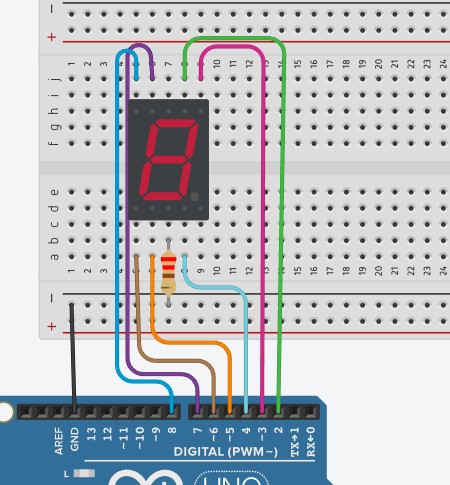 −
+
1 2 3 4 5 6 7 8 9 10 11 12 13 14 15 16 17 18 19 20 21 22 23 24
j
i
h
g
f
e
d
c
b
a
1 2 3 4 5 6 7 8 9 10 11 12 13 14 15 16 17 18 19 20 21 22 23 24
−
+
AREF GND 13 12 ~11 ~10 ~9 8 7 ~6 ~5 4 ~3 2 TX→1 RX←0
DIGITAL (PWM~)
L
UNO